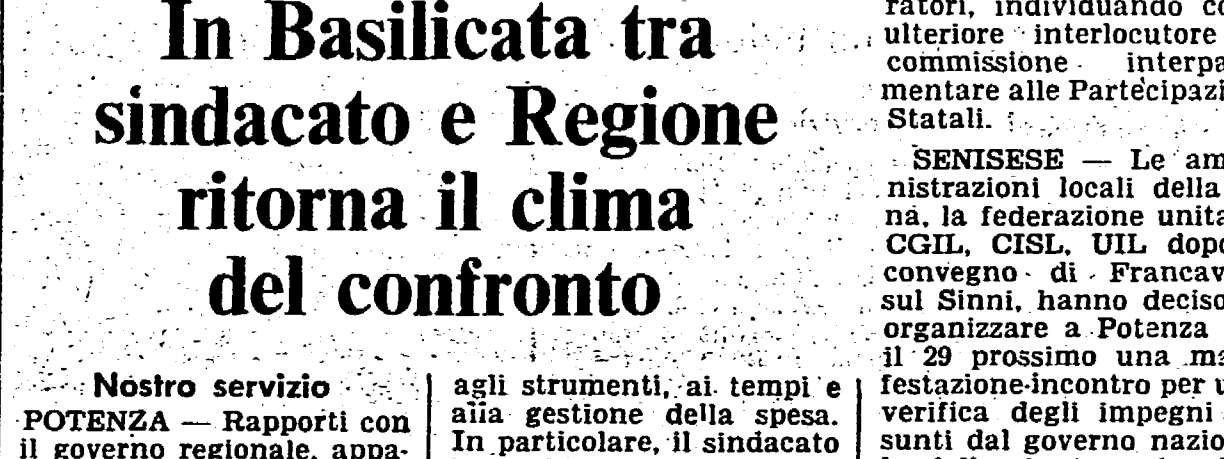 In Basilicata tra
sindacato e Regione
ritorna il clima
del confronto
Nostro servizio
POTENZA — Rapporti con
il governo regionale, appa-
agli strumenti, ai tempi e
alla gestione della spesa.
In particolare, il sindacato
ratori, individuando
ulteriore interlocutore
commissione interpa
mentare alle Partecipazi
Statali.
SENISESE — Le am
nistrazioni locali della
na, la federazione unita
CGIL, CISL, UIL dopo
convegno di Francav
sul Sinni, hanno deciso
organizzare a Potenza
il 29 prossimo una ma
festazione-incontro per u
verifica degli impegni
sunti dal governo nazio